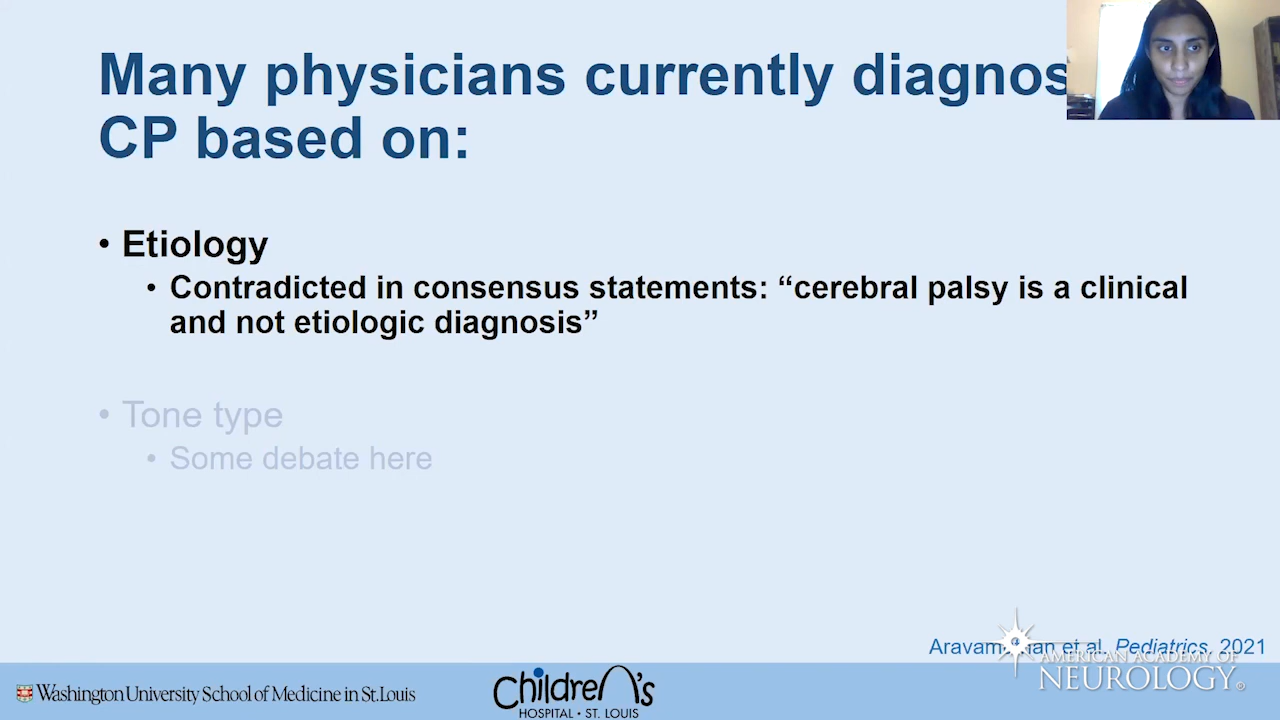 Many physicians currently
CP based on:
• Etiology
• Contradicted in consensus statements: “cerebral palsy is a clinical
and not etiologic diagnosis”
• Tone type
• Some debate here
et al. Pediatrics, 2021
AMERICAN ACADEMY OF
NEUROLOGY®
Washington University School of Medicine in St.Louis
Children's
HOSPITAL • ST. LOUIS